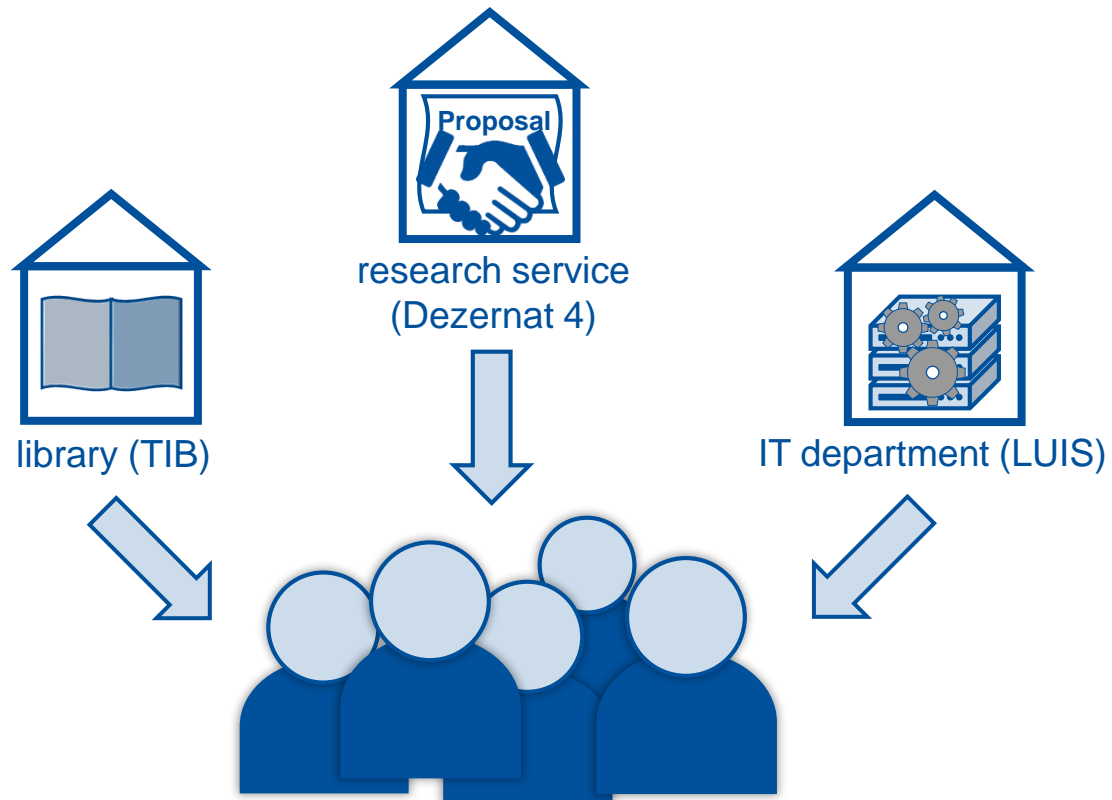 Proposal
research service
(Dezernat 4)
library (TIB)
IT department (LUIS)